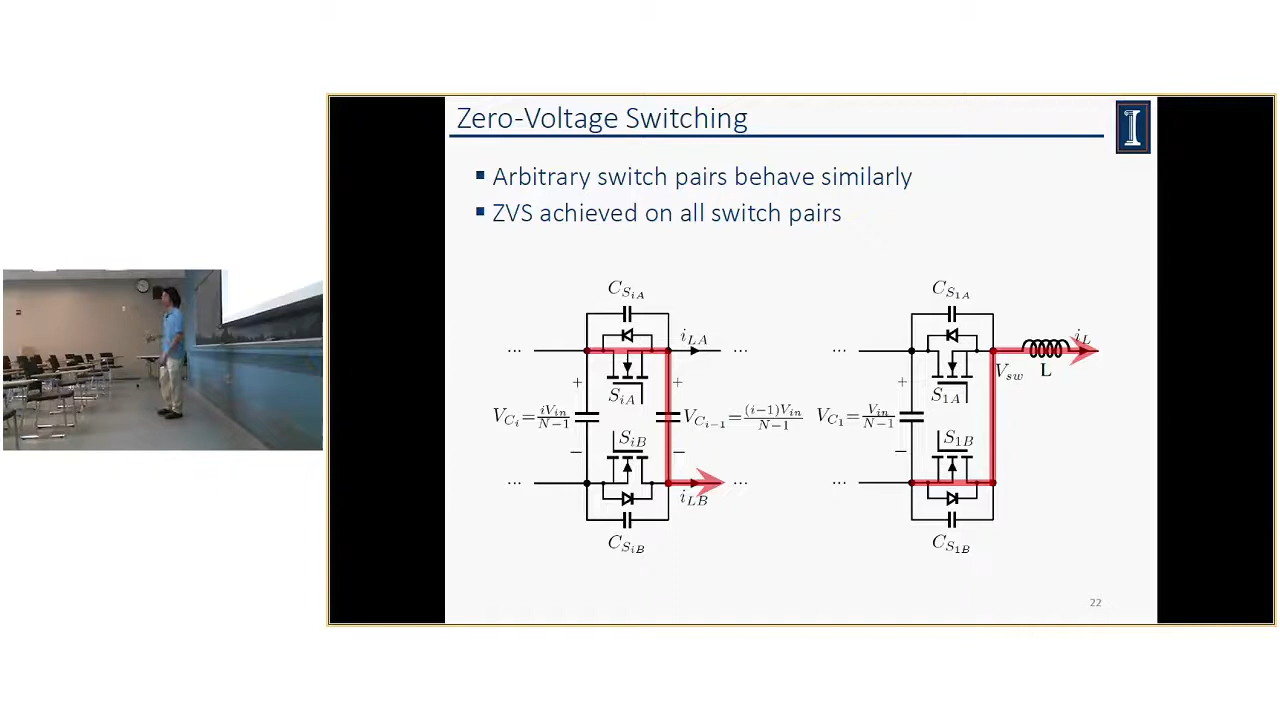 Zero-Voltage Switching
I
▪ Arbitrary switch pairs behave similarly
▪ ZVS achieved on all switch pairs
C_{S_{iA}}
C_{S_{1A}}
... i_{LA} ...
... i_L
+ S_{iA} +
+ S_{1A} V_{sw} L
V_{C_i} = \frac{iV_{in}}{N-1} V_{C_{i-1}} = \frac{(i-1)V_{in}}{N-1}
V_{C_1} = \frac{V_{in}}{N-1}
− S_{iB} −
− S_{1B}
... i_{LB} ...
...
C_{S_{iB}}
C_{S_{1B}}
22